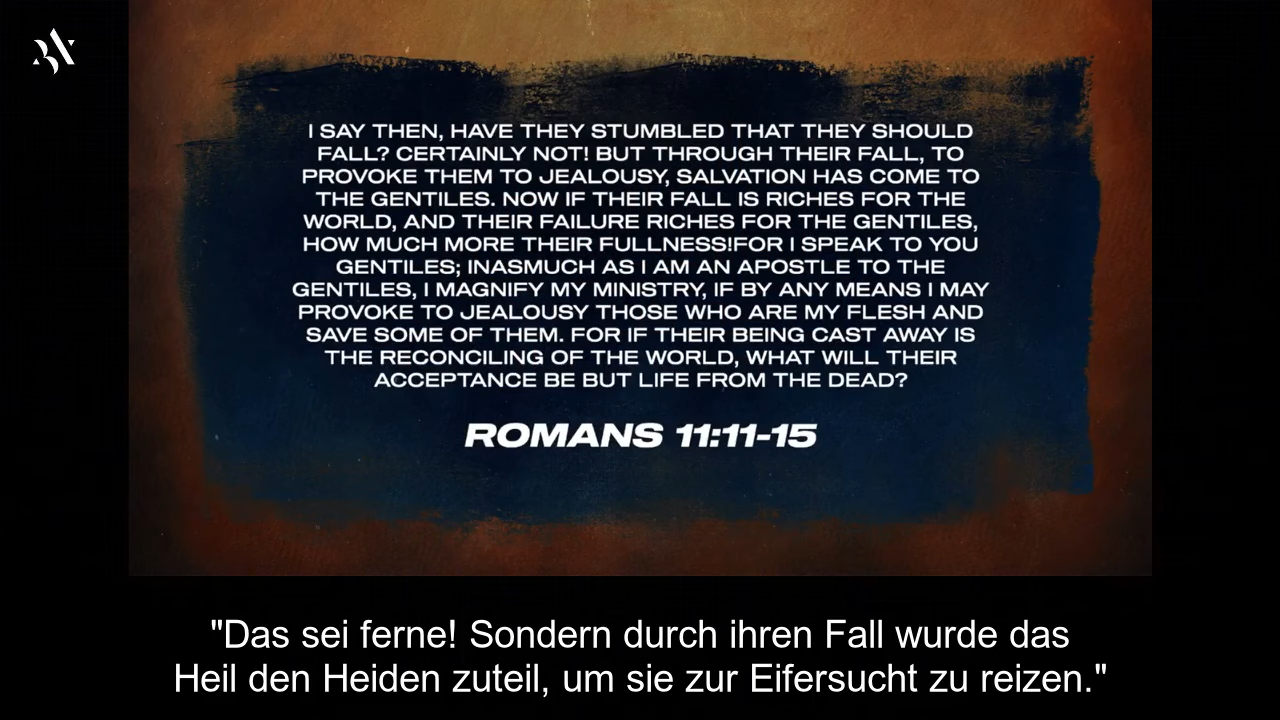 I SAY THEN, HAVE THEY STUMBLED THAT THEY SHOULD
FALL? CERTAINLY NOT! BUT THROUGH THEIR FALL, TO
PROVOKE THEM TO JEALOUSY, SALVATION HAS COME TO
THE GENTILES. NOW IF THEIR FALL IS RICHES FOR THE
WORLD, AND THEIR FAILURE RICHES FOR THE GENTILES,
HOW MUCH MORE THEIR FULLNESS!FOR I SPEAK TO YOU
GENTILES; INASMUCH AS I AM AN APOSTLE TO THE
GENTILES, I MAGNIFY MY MINISTRY, IF BY ANY MEANS I MAY
PROVOKE TO JEALOUSY THOSE WHO ARE MY FLESH AND
SAVE SOME OF THEM. FOR IF THEIR BEING CAST AWAY IS
THE RECONCILING OF THE WORLD, WHAT WILL THEIR
ACCEPTANCE BE BUT LIFE FROM THE DEAD?
ROMANS 11:11-15
"Das sei ferne! Sondern durch ihren Fall wurde das
Heil den Heiden zuteil, um sie zur Eifersucht zu reizen."